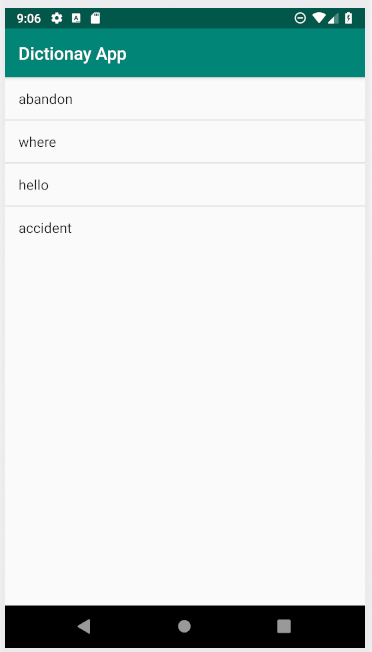 9:06
Dictionay App
abandon
where
hello
accident